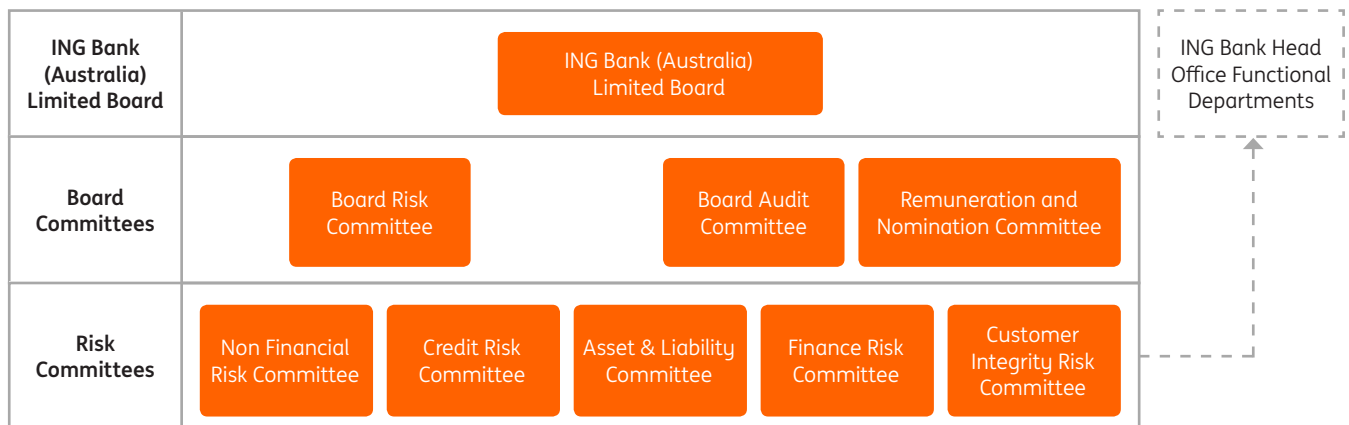 ING Bank
(Australia)
Limited Board
ING Bank (Australia)
Limited Board
ING Bank Head
Office Functional
Departments
Board
Committees
Board Risk
Committee
Board Audit
Committee
Remuneration and
Nomination Committee
Risk
Committees
Non Financial
Risk Committee
Credit Risk
Committee
Asset & Liability
Committee
Finance Risk
Committee
Customer
Integrity Risk
Committee